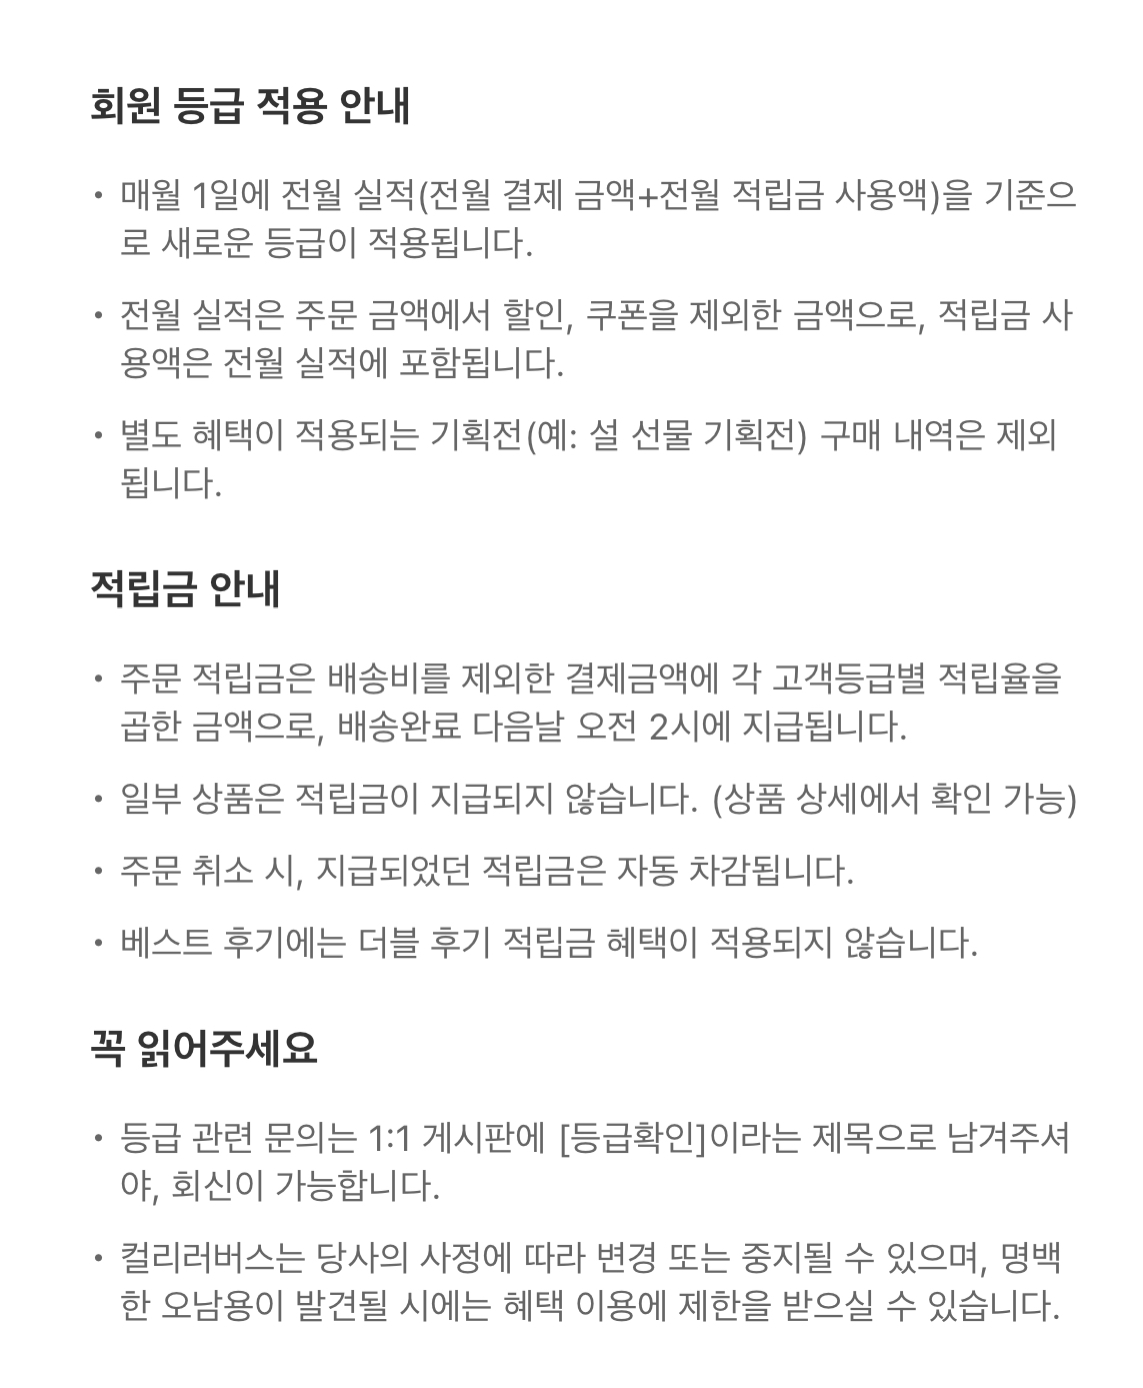 회원 등급 적용 안내
• 매월 1일에 전월 실적(전월 결제 금액+전월 적립금 사용액)을 기준으
로 새로운 등급이 적용됩니다.
• 전월 실적은 주문 금액에서 할인, 쿠폰을 제외한 금액으로, 적립금 사
용액은 전월 실적에 포함됩니다.
• 별도 혜택이 적용되는 기획전(예: 설 선물 기획전) 구매 내역은 제외
됩니다.
적립금 안내
• 주문 적립금은 배송비를 제외한 결제금액에 각 고객등급별 적립율을
곱한 금액으로, 배송완료 다음날 오전 2시에 지급됩니다.
• 일부 상품은 적립금이 지급되지 않습니다. (상품 상세에서 확인 가능)
• 주문 취소 시, 지급되었던 적립금은 자동 차감됩니다.
• 베스트 후기에는 더블 후기 적립금 혜택이 적용되지 않습니다.
꼭 읽어주세요
• 등급 관련 문의는 1:1 게시판에 [등급확인]이라는 제목으로 남겨주셔
야, 회신이 가능합니다.
• 컬리러버스는 당사의 사정에 따라 변경 또는 중지될 수 있으며, 명백
한 오남용이 발견될 시에는 혜택 이용에 제한을 받으실 수 있습니다.